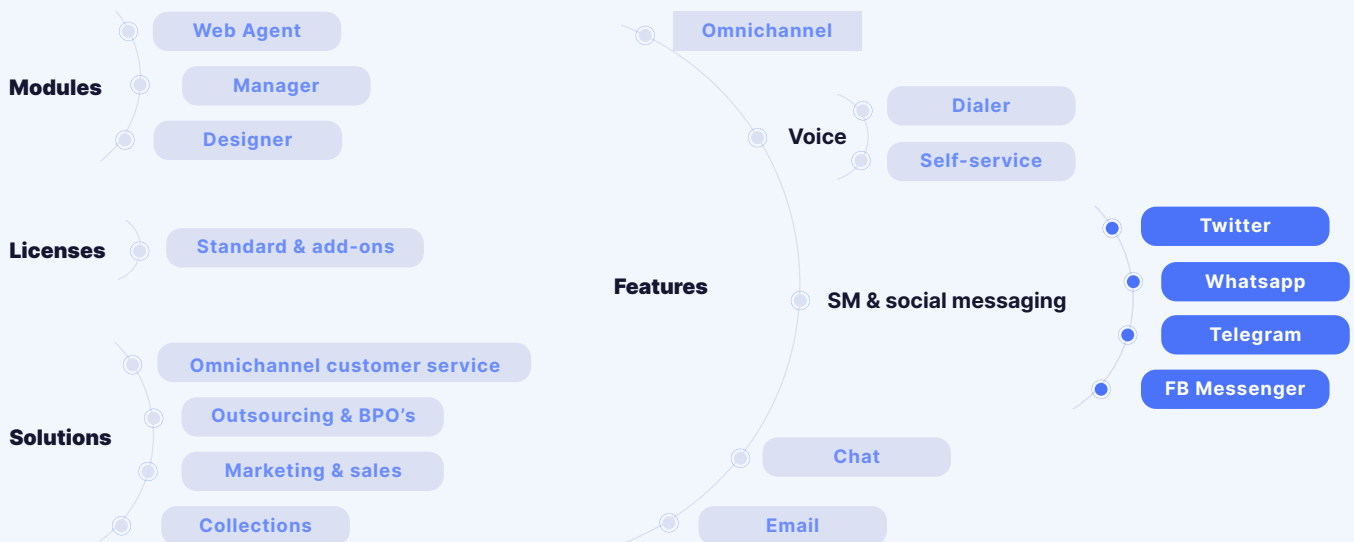 Modules
Web Agent
Manager
Designer
Licenses
Standard & add-ons
Solutions
Omnichannel customer service
Outsourcing & BPO’s
Marketing & sales
Collections
Features
Omnichannel
Voice
Dialer
Self-service
SM & social messaging
Twitter
Whatsapp
Telegram
FB Messenger
Chat
Email